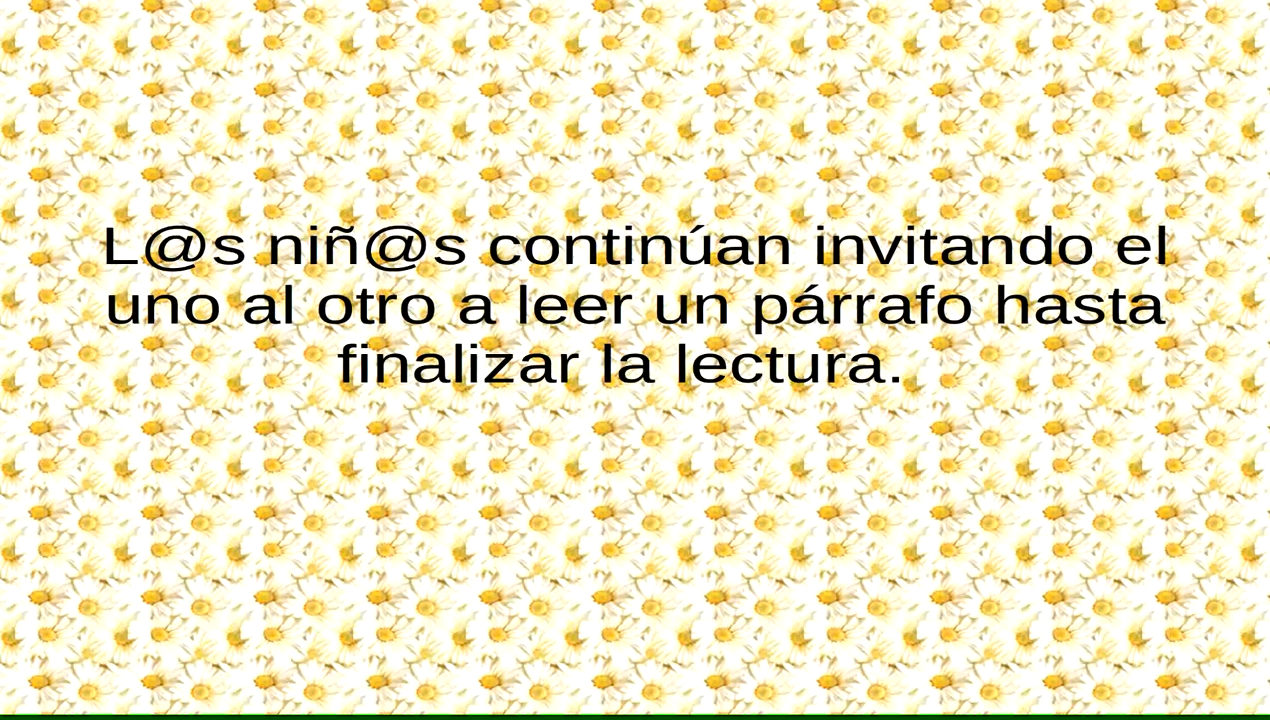 L@s niñ@s continúan invitando el
uno al otro a leer un párrafo hasta
finalizar la lectura.